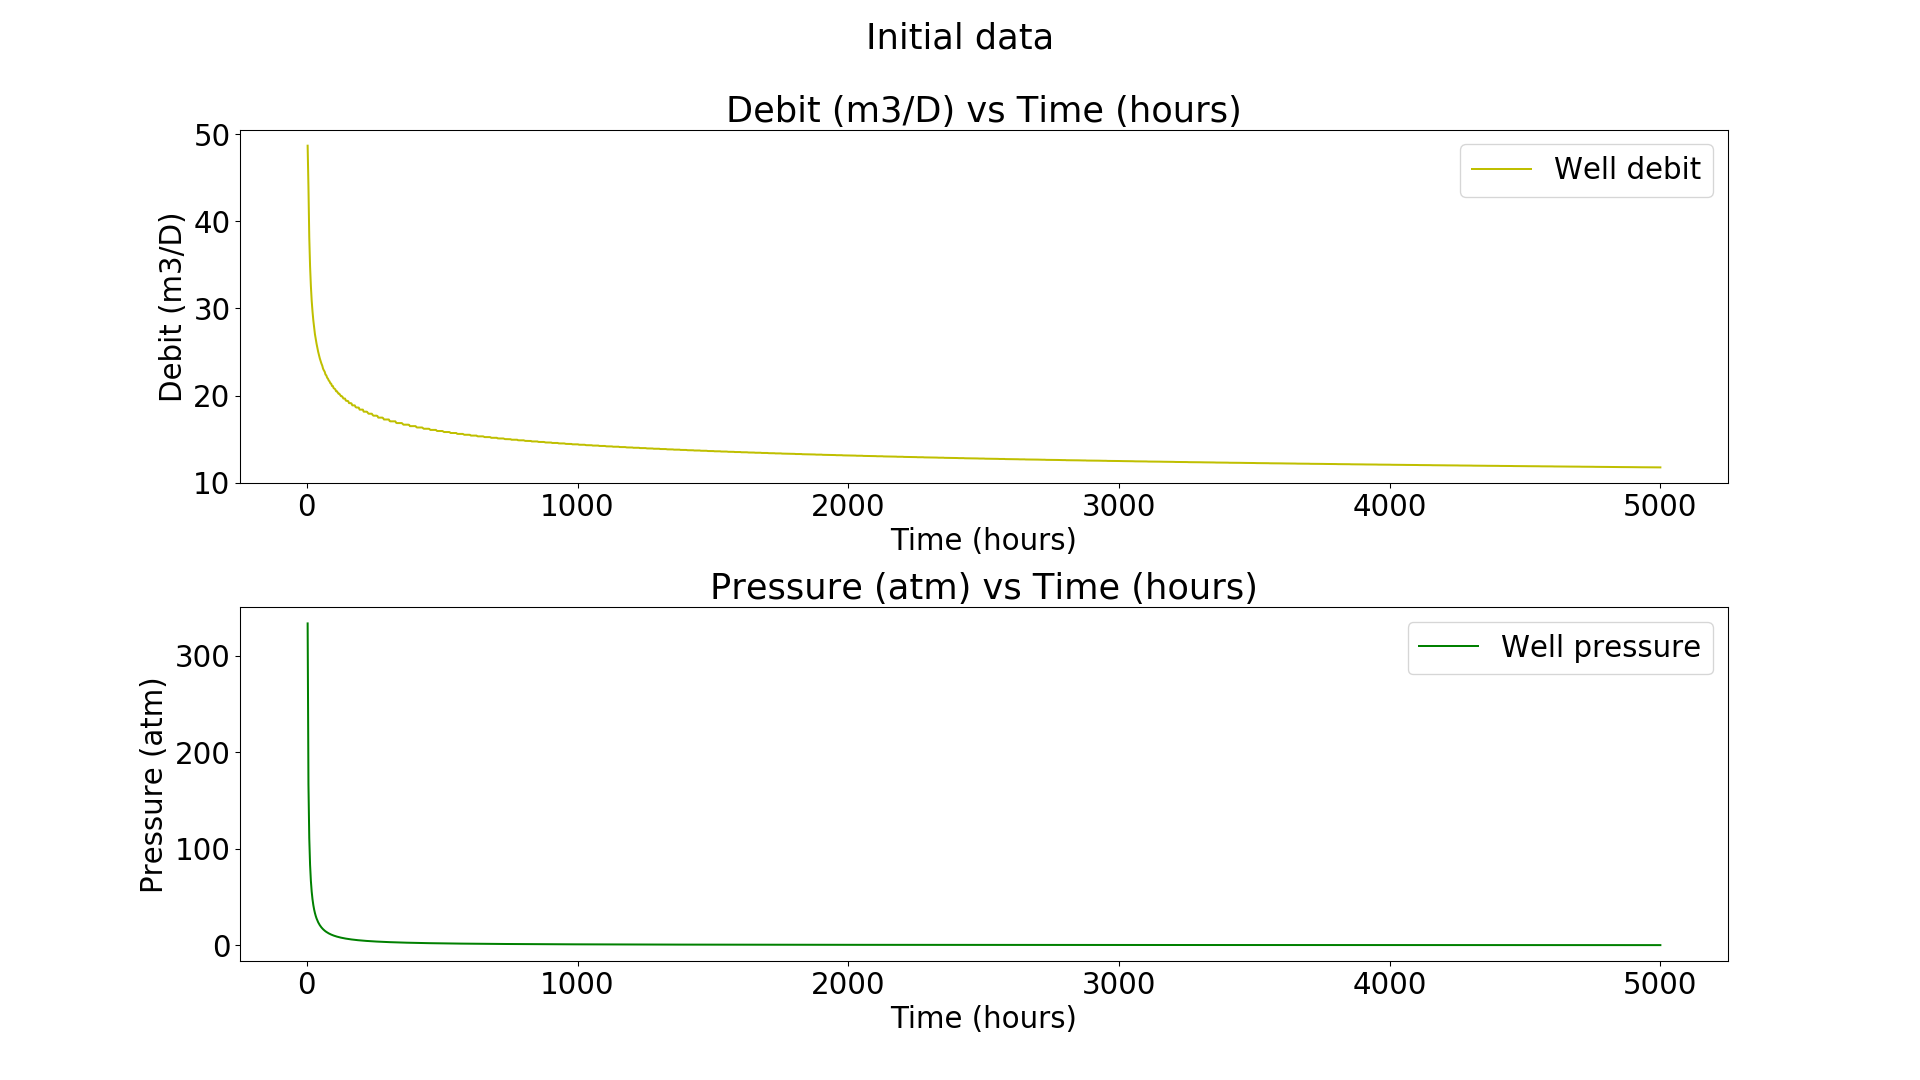 Initial data
Debit (m3/D) vs Time (hours)
Well debit
Debit (m3/D)
50
40
30
20
10
0 1000 2000 3000 4000 5000
Time (hours)
Pressure (atm) vs Time (hours)
Well pressure
Pressure (atm)
300
200
100
0
0 1000 2000 3000 4000 5000
Time (hours)